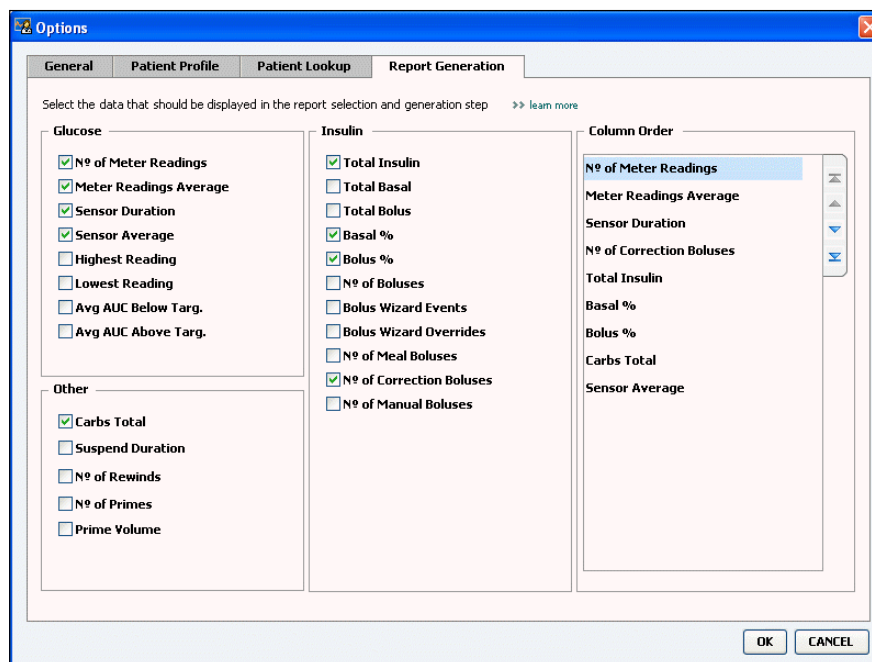 Options
General
Patient Profile
Patient Lookup
Report Generation
Select the data that should be displayed in the report selection and generation step
>> learn more
Glucose
Nº of Meter Readings
Meter Readings Average
Sensor Duration
Sensor Average
Highest Reading
Lowest Reading
Avg AUC Below Targ.
Avg AUC Above Targ.
Other
Carbs Total
Suspend Duration
Nº of Rewinds
Nº of Primes
Prime Volume
Insulin
Total Insulin
Total Basal
Total Bolus
Basal %
Bolus %
Nº of Boluses
Bolus Wizard Events
Bolus Wizard Overrides
Nº of Meal Boluses
Nº of Correction Boluses
Nº of Manual Boluses
Column Order
Nº of Meter Readings
Meter Readings Average
Sensor Duration
Nº of Correction Boluses
Total Insulin
Basal %
Bolus %
Carbs Total
Sensor Average
OK
CANCEL